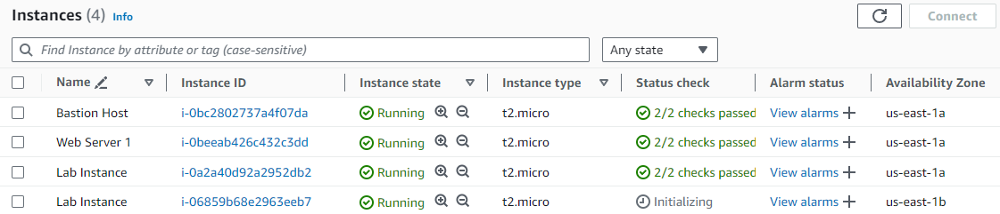 Instances (4) Info
Connect
Find Instance by attribute or tag (case-sensitive)
Any state
Name Instance ID Instance state Instance type Status check Alarm status Availability Zone
Bastion Host i-0bc2802737a4f07da Running t2.micro 2/2 checks passed View alarms us-east-1a
Web Server 1 i-0beeab426c432c3dd Running t2.micro 2/2 checks passed View alarms us-east-1a
Lab Instance i-0a2a40d92a2952db2 Running t2.micro 2/2 checks passed View alarms us-east-1a
Lab Instance i-06859b68e2963eeb7 Running t2.micro Initializing View alarms us-east-1b